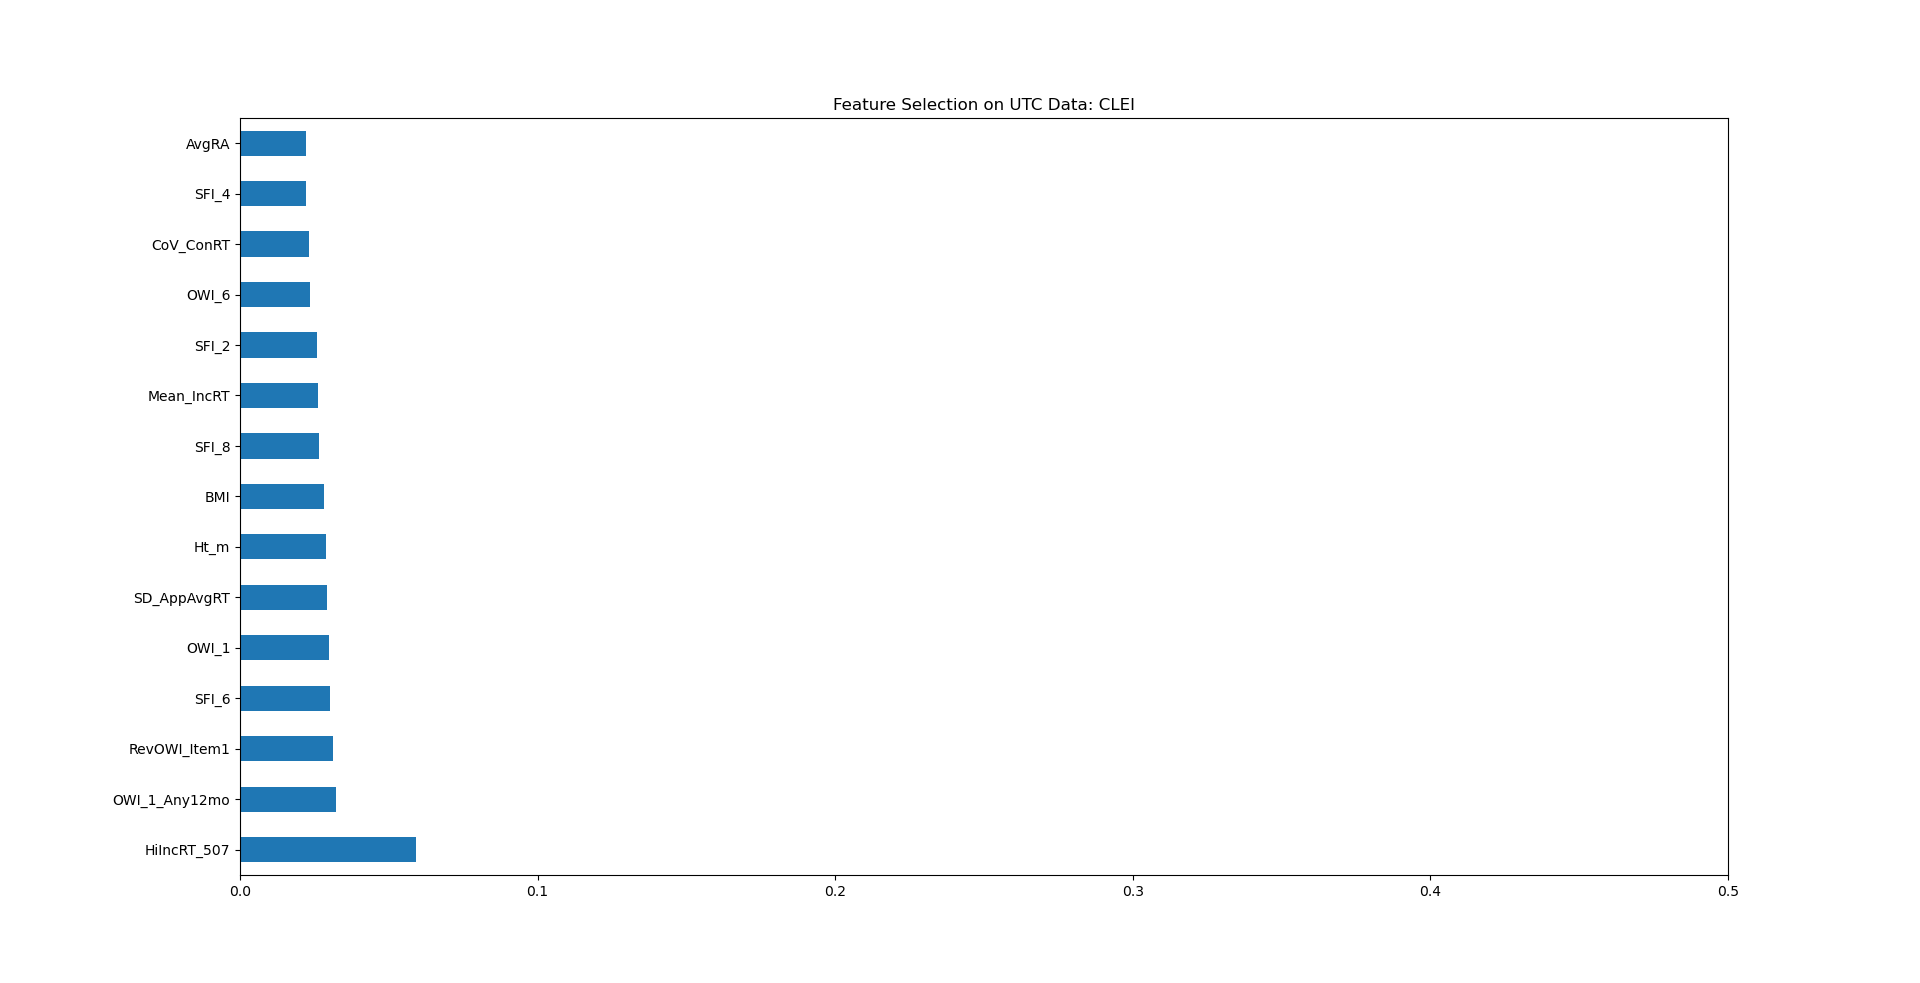 Feature Selection on UTC Data: CLEI
AvgRA
SFI_4
CoV_ConRT
OWI_6
SFI_2
Mean_IncRT
SFI_8
BMI
Ht_m
SD_AppAvgRT
OWI_1
SFI_6
RevOWI_Item1
OWI_1_Any12mo
HiIncRT_507
0.0 0.1 0.2 0.3 0.4 0.5